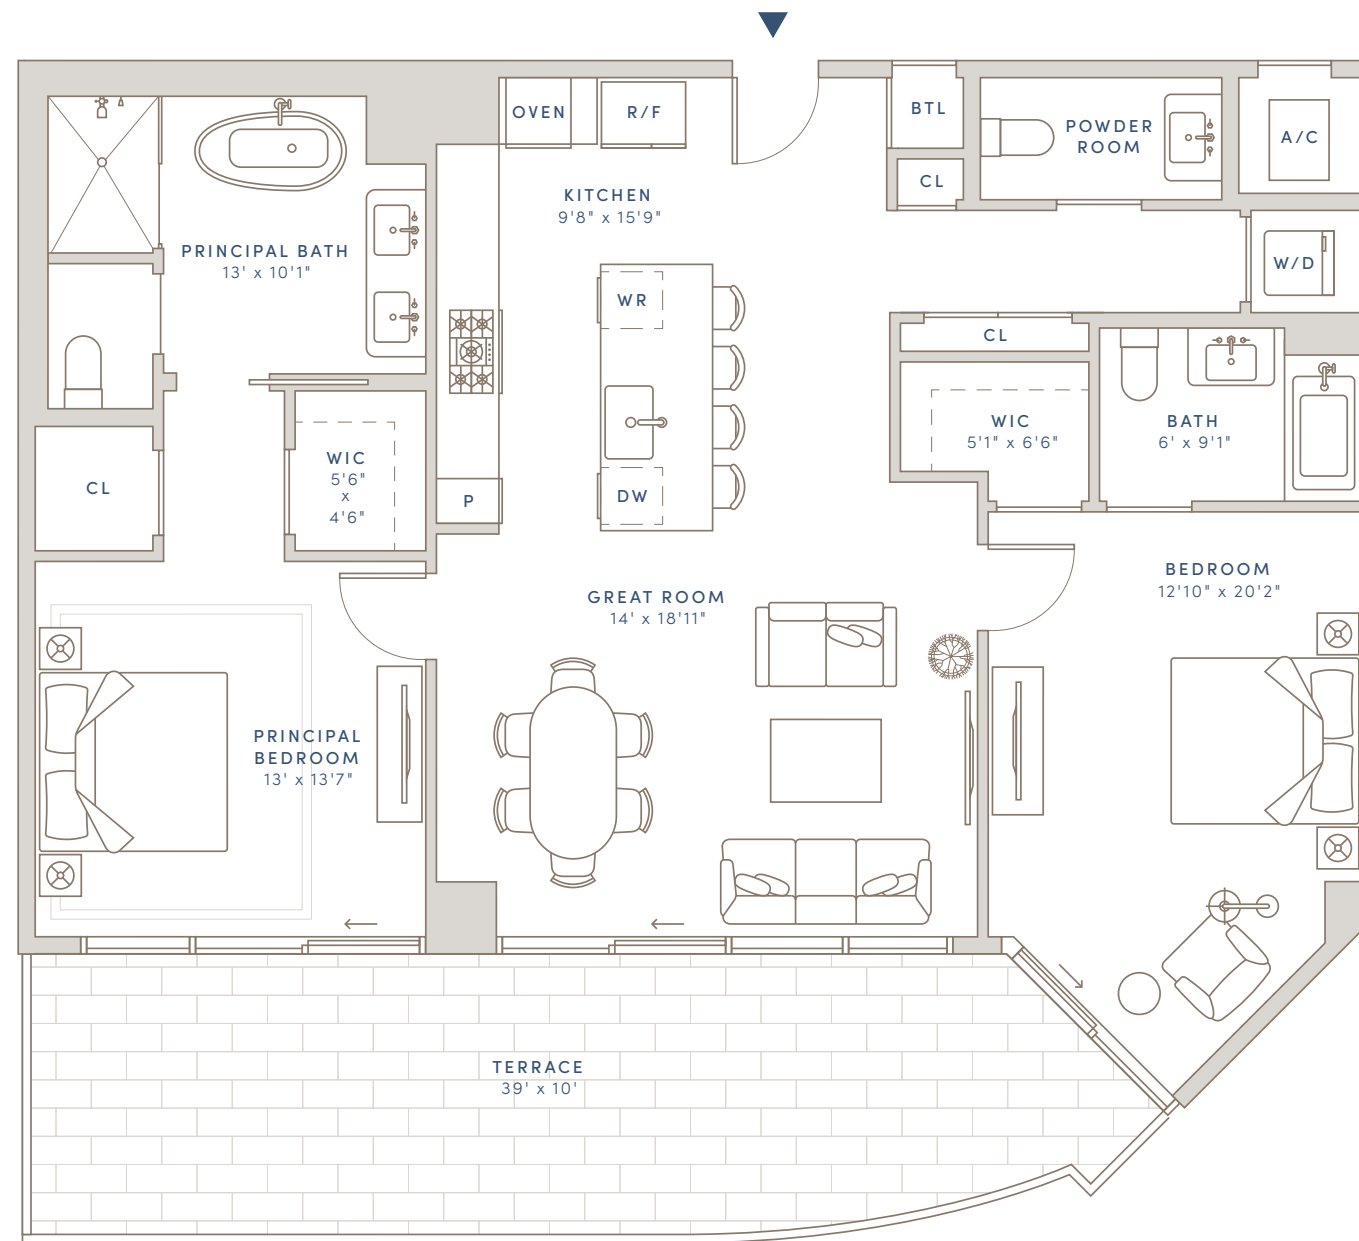 OVEN
R/F
BTL
POWDER
ROOM
A/C
CL
KITCHEN
9'8" x 15'9"
PRINCIPAL BATH
13' x 10'1"
W/D
WR
CL
WIC
5'1" x 6'6"
BATH
6' x 9'1"
WIC
5'6"
x
4'6"
CL
P
DW
GREAT ROOM
14' x 18'11"
BEDROOM
12'10" x 20'2"
PRINCIPAL
BEDROOM
13' x 13'7"
TERRACE
39' x 10'